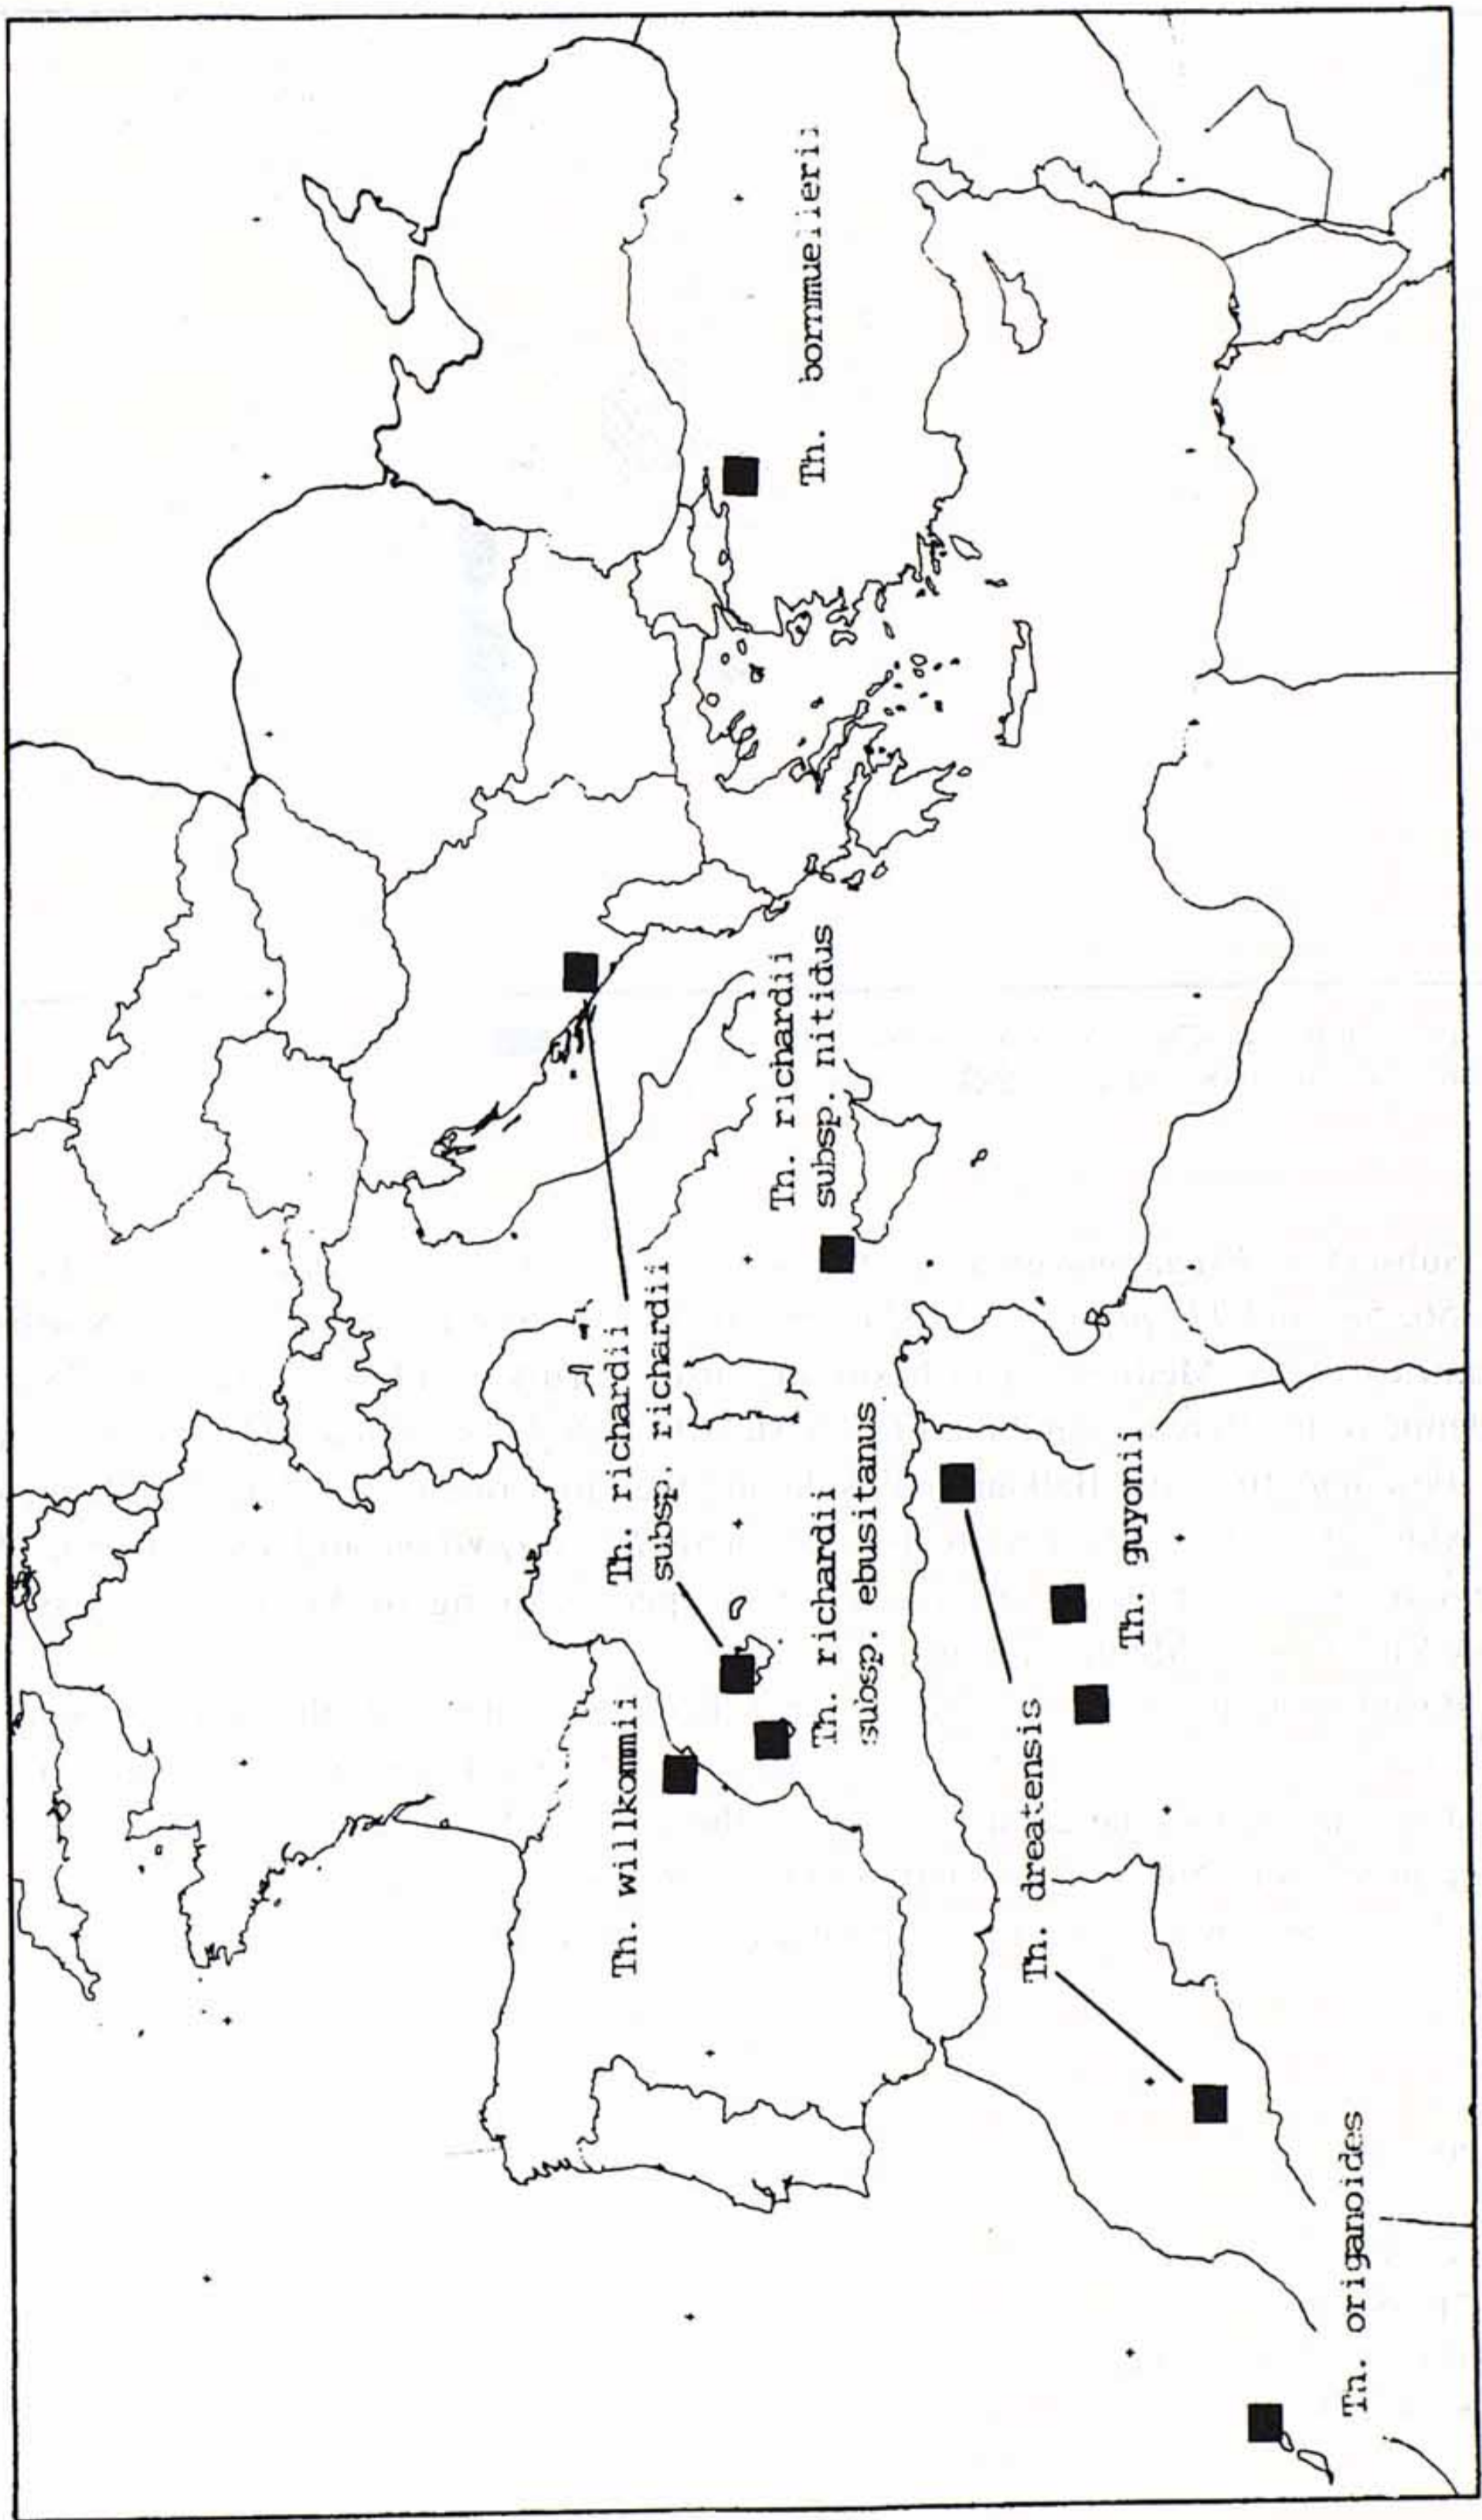 Th. bornmuellerii
Th. richardii
subsp. nitidus
Th. richardii
subsp. richardii
Th. richardii
subsp. ebusitanus
Th. willkommii
Th. guyonii
Th. dreatensis
Th. origanoides